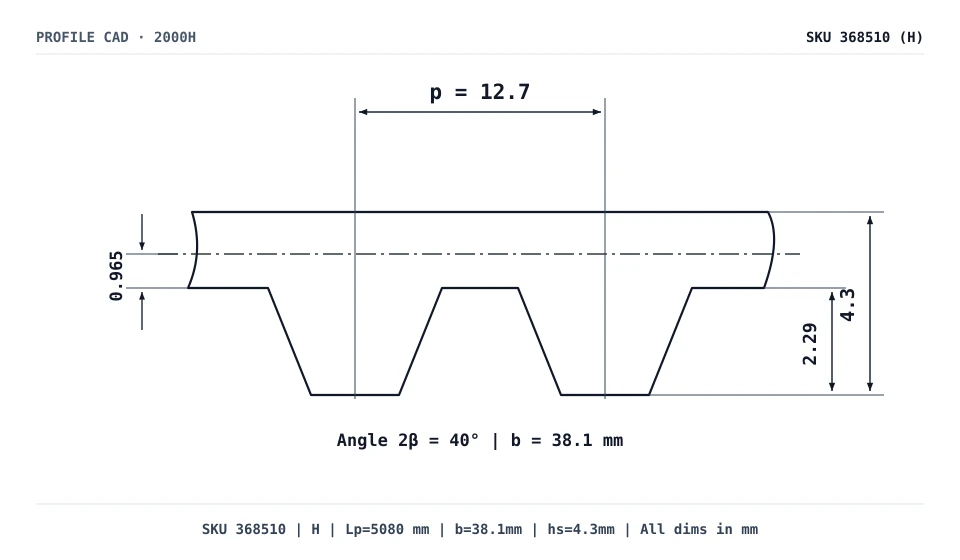 PROFILE CAD · 2000H
SKU 368510 (H)
p = 12.7
0.965
4.3
2.29
Angle 2β = 40° | b = 38.1 mm
SKU 368510 | H | Lp=5080 mm | b=38.1mm | hs=4.3mm | All dims in mm